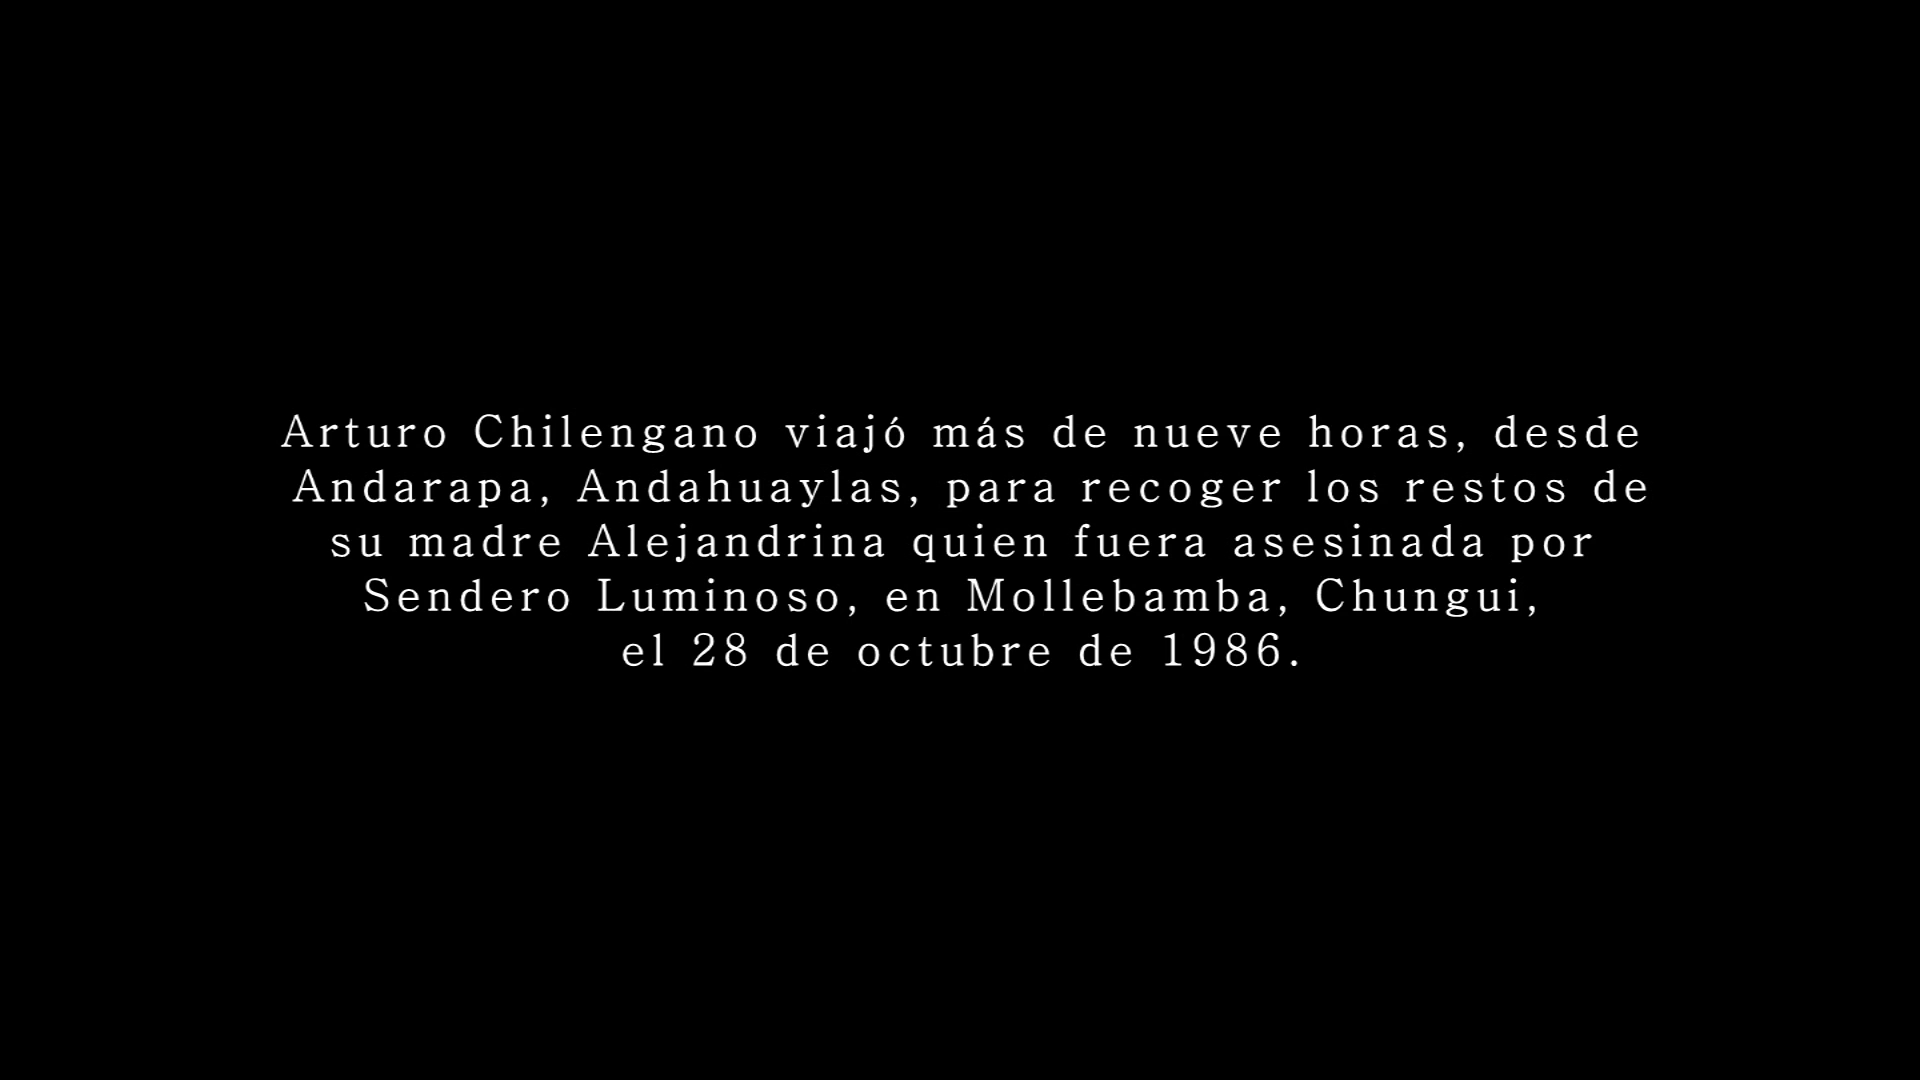 Arturo Chilengano viajó más de nueve horas, desde
Andarapa, Andahuaylas, para recoger los restos de
su madre Alejandrina quien fuera asesinada por
Sendero Luminoso, en Mollebamba, Chungui,
el 28 de octubre de 1986.